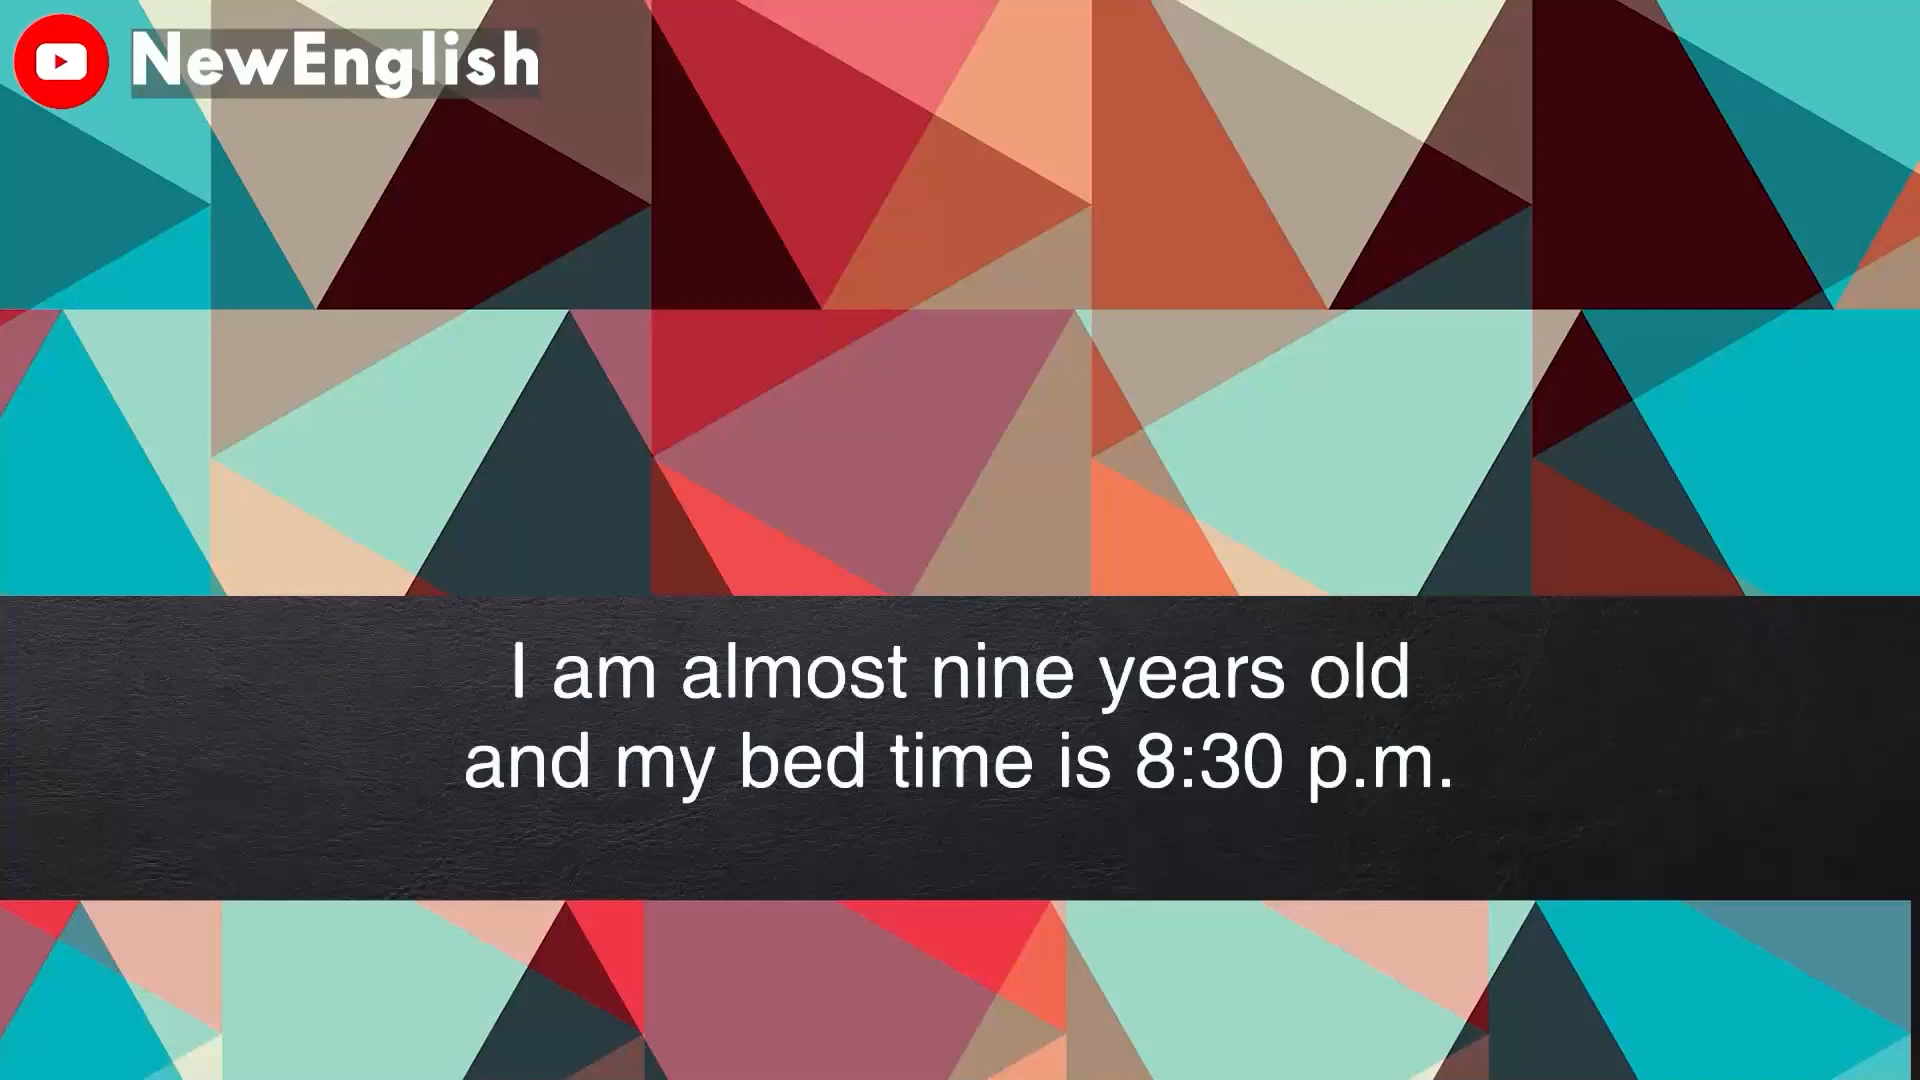 NewEnglish
I am almost nine years old
and my bed time is 8:30 p.m.